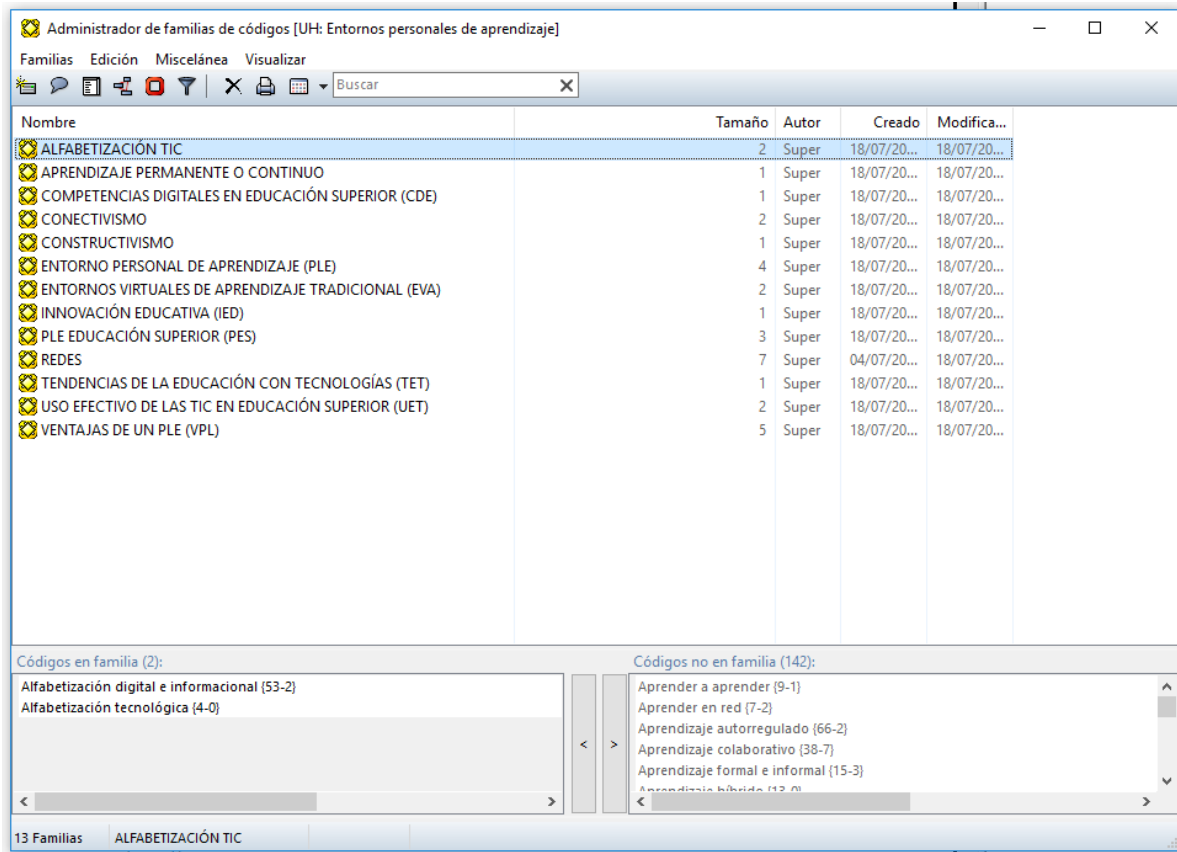 Administrador de familias de códigos [UH: Entornos personales de aprendizaje]
Familias Edición Miscelánea Visualizar
Buscar
Nombre Tamaño Autor Creado Modifica...
ALFABETIZACIÓN TIC 2 Super 18/07/20... 18/07/20...
APRENDIZAJE PERMANENTE O CONTINUO 1 Super 18/07/20... 18/07/20...
COMPETENCIAS DIGITALES EN EDUCACIÓN SUPERIOR (CDE) 1 Super 18/07/20... 18/07/20...
CONECTIVISMO 2 Super 18/07/20... 18/07/20...
CONSTRUCTIVISMO 1 Super 18/07/20... 18/07/20...
ENTORNO PERSONAL DE APRENDIZAJE (PLE) 4 Super 18/07/20... 18/07/20...
ENTORNOS VIRTUALES DE APRENDIZAJE TRADICIONAL (EVA) 2 Super 18/07/20... 18/07/20...
INNOVACIÓN EDUCATIVA (IED) 1 Super 18/07/20... 18/07/20...
PLE EDUCACIÓN SUPERIOR (PES) 3 Super 18/07/20... 18/07/20...
REDES 7 Super 04/07/20... 18/07/20...
TENDENCIAS DE LA EDUCACIÓN CON TECNOLOGÍAS (TET) 1 Super 18/07/20... 18/07/20...
USO EFECTIVO DE LAS TIC EN EDUCACIÓN SUPERIOR (UET) 2 Super 18/07/20... 18/07/20...
VENTAJAS DE UN PLE (VPL) 5 Super 18/07/20... 18/07/20...
Códigos en familia (2):
Alfabetización digital e informacional {53-2}
Alfabetización tecnológica {4-0}
< >
Códigos no en familia (142):
Aprender a aprender {9-1}
Aprender en red {7-2}
Aprendizaje autorregulado {66-2}
Aprendizaje colaborativo {38-7}
Aprendizaje formal e informal {15-3}
Aprendizaje híbrido {13-0}
13 Familias ALFABETIZACIÓN TIC